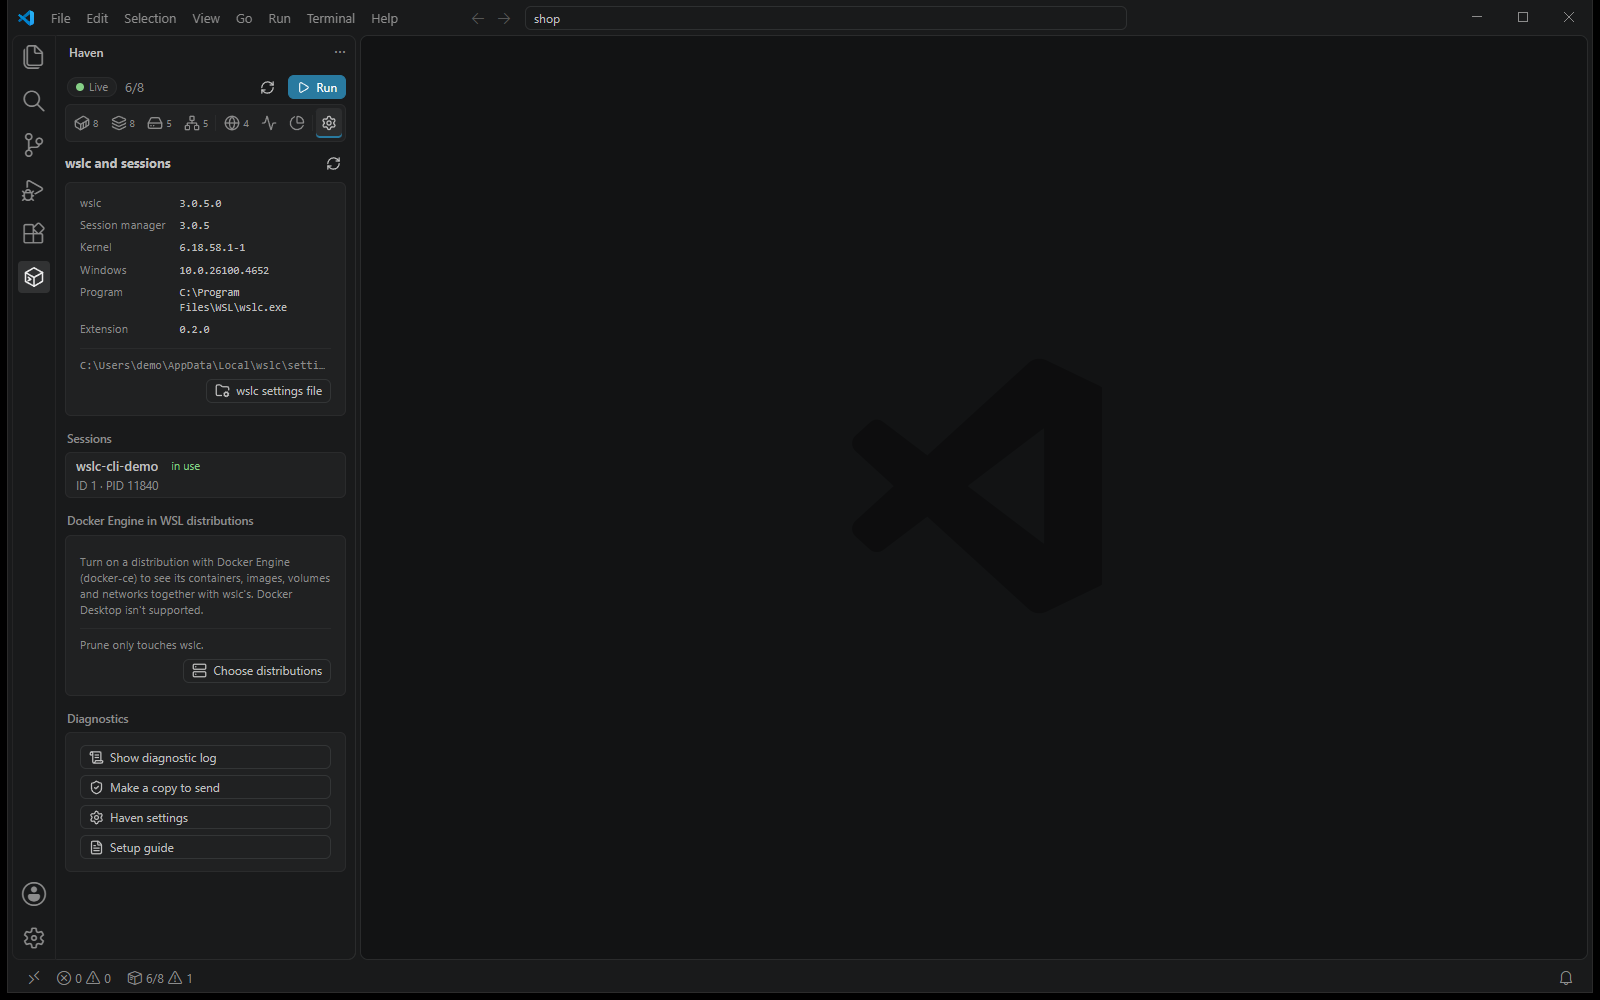 File Edit Selection View Go Run Terminal Help
shop
Haven
Live 6/8 Run
8 8 5 5 4
wslc and sessions
wslc 3.0.5.0
Session manager 3.0.5
Kernel 6.18.58.1-1
Windows 10.0.26100.4652
Program C:\Program
Files\WSL\wslc.exe
Extension 0.2.0
C:\Users\demo\AppData\Local\wslc\setti…
wslc settings file
Sessions
wslc-cli-demo in use
ID 1 · PID 11840
Docker Engine in WSL distributions
Turn on a distribution with Docker Engine
(docker-ce) to see its containers, images, volumes
and networks together with wslc's. Docker
Desktop isn't supported.
Prune only touches wslc.
Choose distributions
Diagnostics
Show diagnostic log
Make a copy to send
Haven settings
Setup guide
0 0 6/8 1